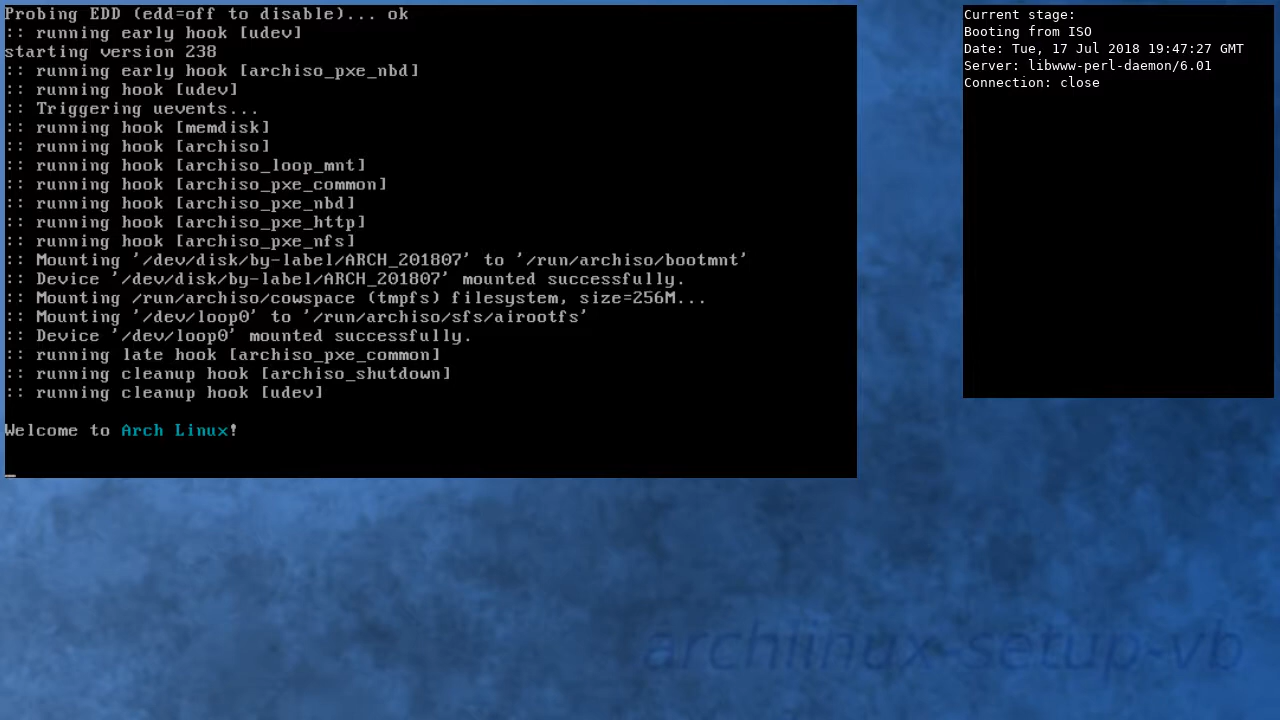 Probing EDD (edd=off to disable)... ok
:: running early hook [udev]
starting version 238
:: running early hook [archiso_pxe_nbd]
:: running hook [udev]
:: Triggering uevents...
:: running hook [memdisk]
:: running hook [archiso]
:: running hook [archiso_loop_mnt]
:: running hook [archiso_pxe_common]
:: running hook [archiso_pxe_nbd]
:: running hook [archiso_pxe_http]
:: running hook [archiso_pxe_nfs]
:: Mounting '/dev/disk/by-label/ARCH_201807' to '/run/archiso/bootmnt'
:: Device '/dev/disk/by-label/ARCH_201807' mounted successfully.
:: Mounting /run/archiso/cowspace (tmpfs) filesystem, size=256M...
:: Mounting '/dev/loop0' to '/run/archiso/sfs/airootfs'
:: Device '/dev/loop0' mounted successfully.
:: running late hook [archiso_pxe_common]
:: running cleanup hook [archiso_shutdown]
:: running cleanup hook [udev]
Welcome to Arch Linux!
Current stage:
Booting from ISO
Date: Tue, 17 Jul 2018 19:47:27 GMT
Server: libwww-perl-daemon/6.01
Connection: close
archlinux-setup-vb